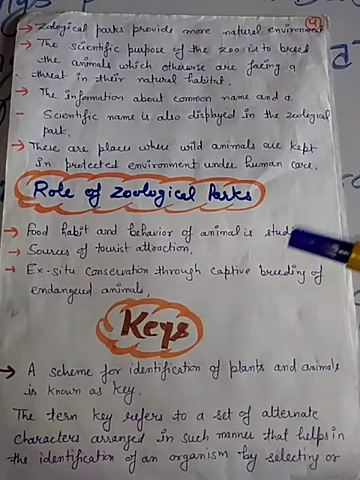 9
→ Zological parks provide more natural environment
→ The scientific purpose of the zoo is to breed
the animals which otherwise are facing a
threat in their natural habitat.
→ The information about common name and a
- Scientific name is also displayed in the zoological
park.
→ These are places where wild animals are kept
in protected environment under human care.
Role of Zoological Parks
→ Food habit and behavior of animal is
→ Sources of tourist attraction.
→ Ex-situ conservation through captive breeding of
endangered animals.
Keys
→ A scheme for identification of plants and animals
is known as key.
The term key refers to a set of alternate
characters arranged in such manner that helps in
the identification of an organism by selecting or